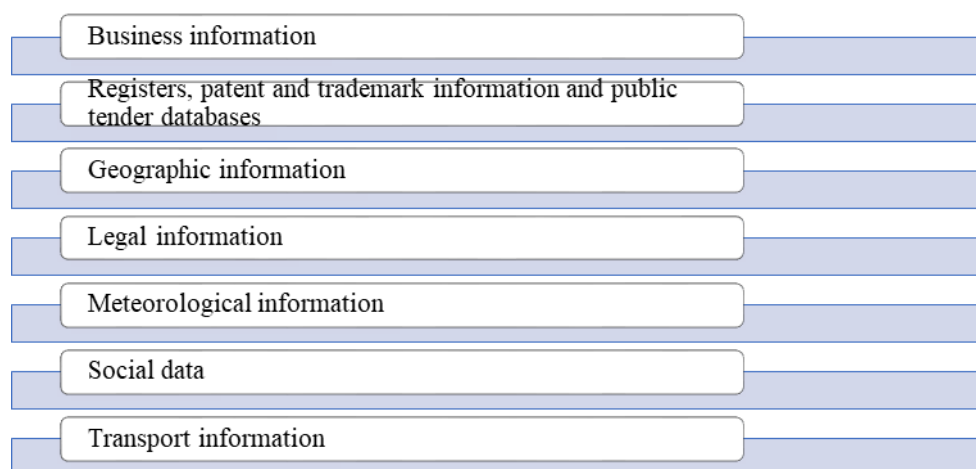 Business information
Registers, patent and trademark information and public
tender databases
Geographic information
Legal information
Meteorological information
Social data
Transport information